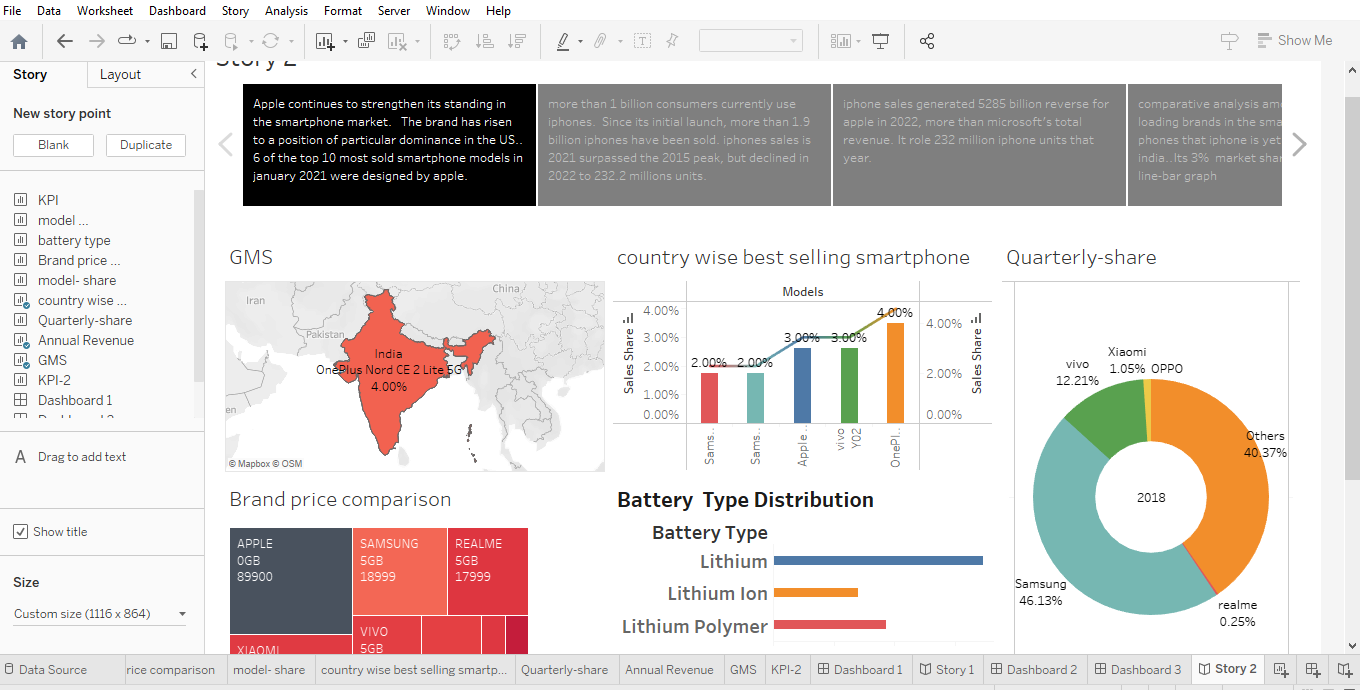 File Data Worksheet Dashboard Story Analysis Format Server Window Help
Show Me
Story Layout
Story 2
New story point
Blank Duplicate
KPI
model ...
battery type
Brand price ...
model- share
country wise ...
Quarterly-share
Annual Revenue
GMS
KPI-2
Dashboard 1
A Drag to add text
Show title
Size
Custom size (1116 x 864)
Apple continues to strengthen its standing in
the smartphone market. The brand has risen
to a position of particular dominance in the US..
6 of the top 10 most sold smartphone models in
january 2021 were designed by apple.
more than 1 billion consumers currently use
iphones. Since its initial launch, more than 1.9
billion iphones have been sold. iphones sales is
2021 surpassed the 2015 peak, but declined in
2022 to 232.2 millions units.
iphone sales generated 5285 billion reverse for
apple in 2022, more than microsoft's total
revenue. It role 232 million iphone units that
year.
comparative analysis
loading brands in the
phones that iphone is yet
india..Its 3% market
line-bar graph
GMS
Iran
China
Pakistan
India
OnePlus Nord CE 2 Lite 5G
4.00%
© Mapbox © OSM
country wise best selling smartphone
Models
Sales Share
4.00%
3.00%
2.00%
1.00%
0.00%
2.00% 2.00% 3.00% 3.00% 4.00%
4.00%
2.00%
0.00%
Sales Share
Sams..
Sams..
Apple ..
vivo
Y02
OnePl..
Quarterly-share
Xiaomi
1.05%
OPPO
vivo
12.21%
Others
40.37%
2018
Samsung
46.13%
realme
0.25%
Brand price comparison
APPLE
0GB
89900
SAMSUNG
5GB
18999
REALME
5GB
17999
VIVO
5GB
XIAOMI
Battery Type Distribution
Battery Type
Lithium
Lithium Ion
Lithium Polymer
Data Source rice comparison model- share country wise best selling smartp... Quarterly-share Annual Revenue GMS KPI-2 Dashboard 1 Story 1 Dashboard 2 Dashboard 3 Story 2